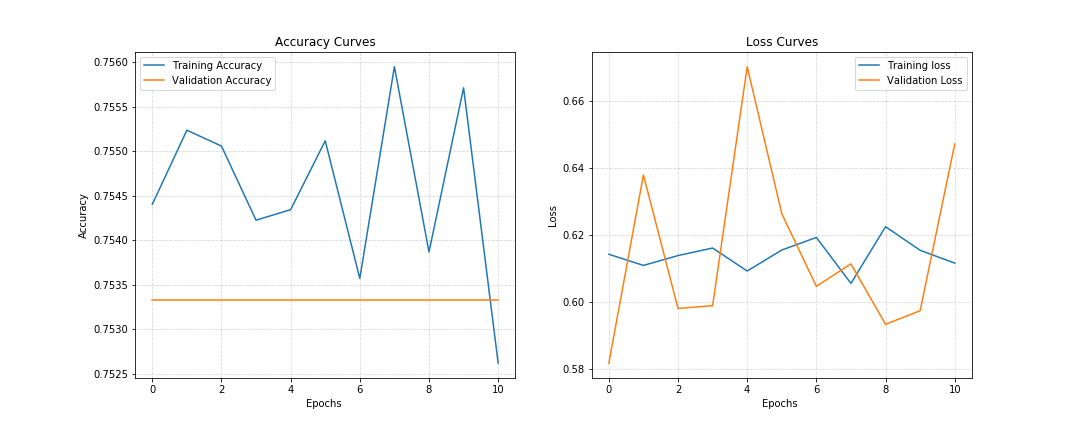 Accuracy Curves
Training Accuracy
Validation Accuracy
0.7560
0.7555
0.7550
0.7545
0.7540
0.7535
0.7530
0.7525
Accuracy
0 2 4 6 8 10
Epochs
Loss Curves
Training loss
Validation Loss
0.66
0.64
0.62
0.60
0.58
Loss
0 2 4 6 8 10
Epochs